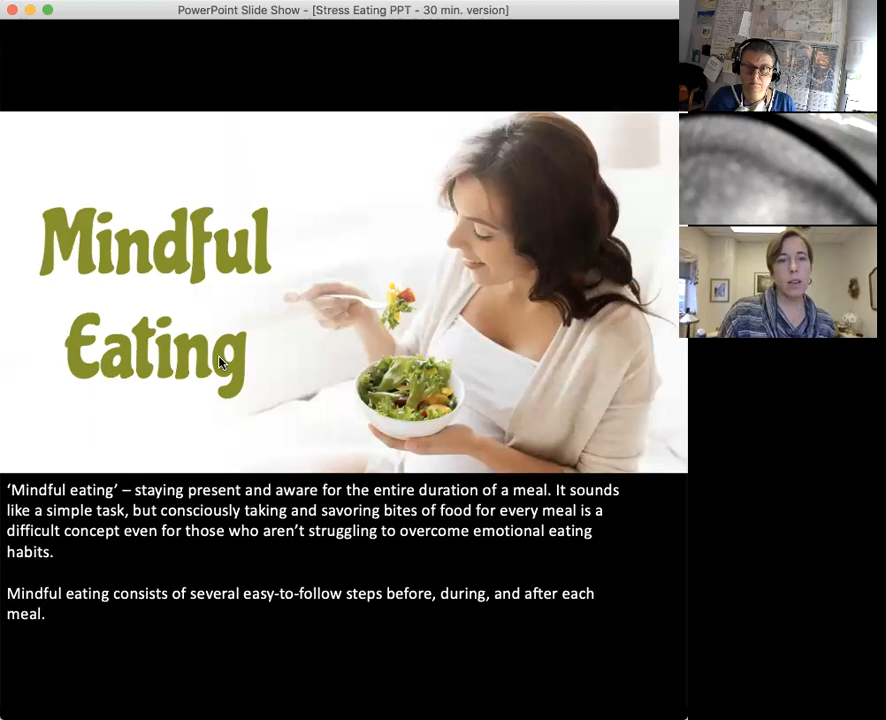 PowerPoint Slide Show - [Stress Eating PPT - 30 min. version]
Mindful
Eating
‘Mindful eating’ – staying present and aware for the entire duration of a meal. It sounds
like a simple task, but consciously taking and savoring bites of food for every meal is a
difficult concept even for those who aren’t struggling to overcome emotional eating
habits.
Mindful eating consists of several easy-to-follow steps before, during, and after each
meal.